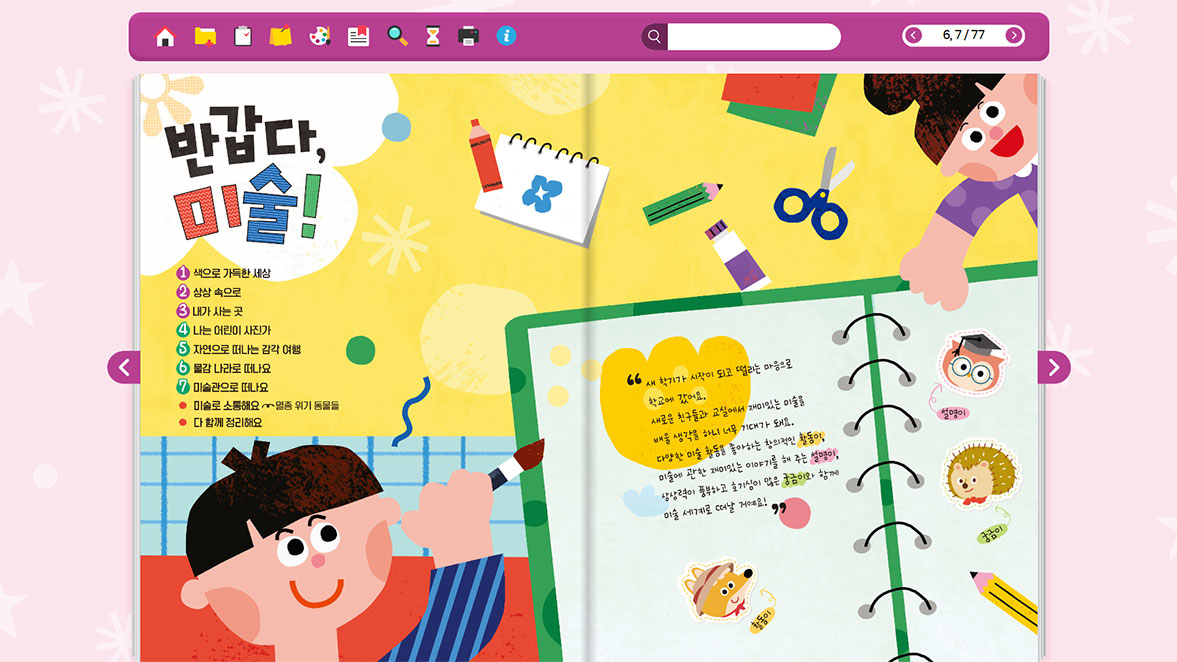 6, 7 / 77
반갑다,
미술!
1 색으로 가득한 세상
2 상상 속으로
3 내가 사는 곳
4 나는 어린이 사진가
5 자연으로 떠나는 감각 여행
6 물감 나라로 떠나요
7 미술관으로 떠나요
미술로 소통해요 멸종 위기 동물들
다 함께 정리해요
“새 학기가 시작이 되고 떨리는 마음으로
학교에 갔어요.
새로운 친구들과 교실에서 재미있는 미술을
배울 생각을 하니 너무 기대가 돼요.
다양한 미술 활동을 좋아하는 창의적인 활동이,
미술에 관한 재미있는 이야기를 해 주는 설명이,
상상력이 풍부하고 호기심이 많은 궁금이와 함께
미술 세계로 떠날 거예요!”
설명이
궁금이
활동이